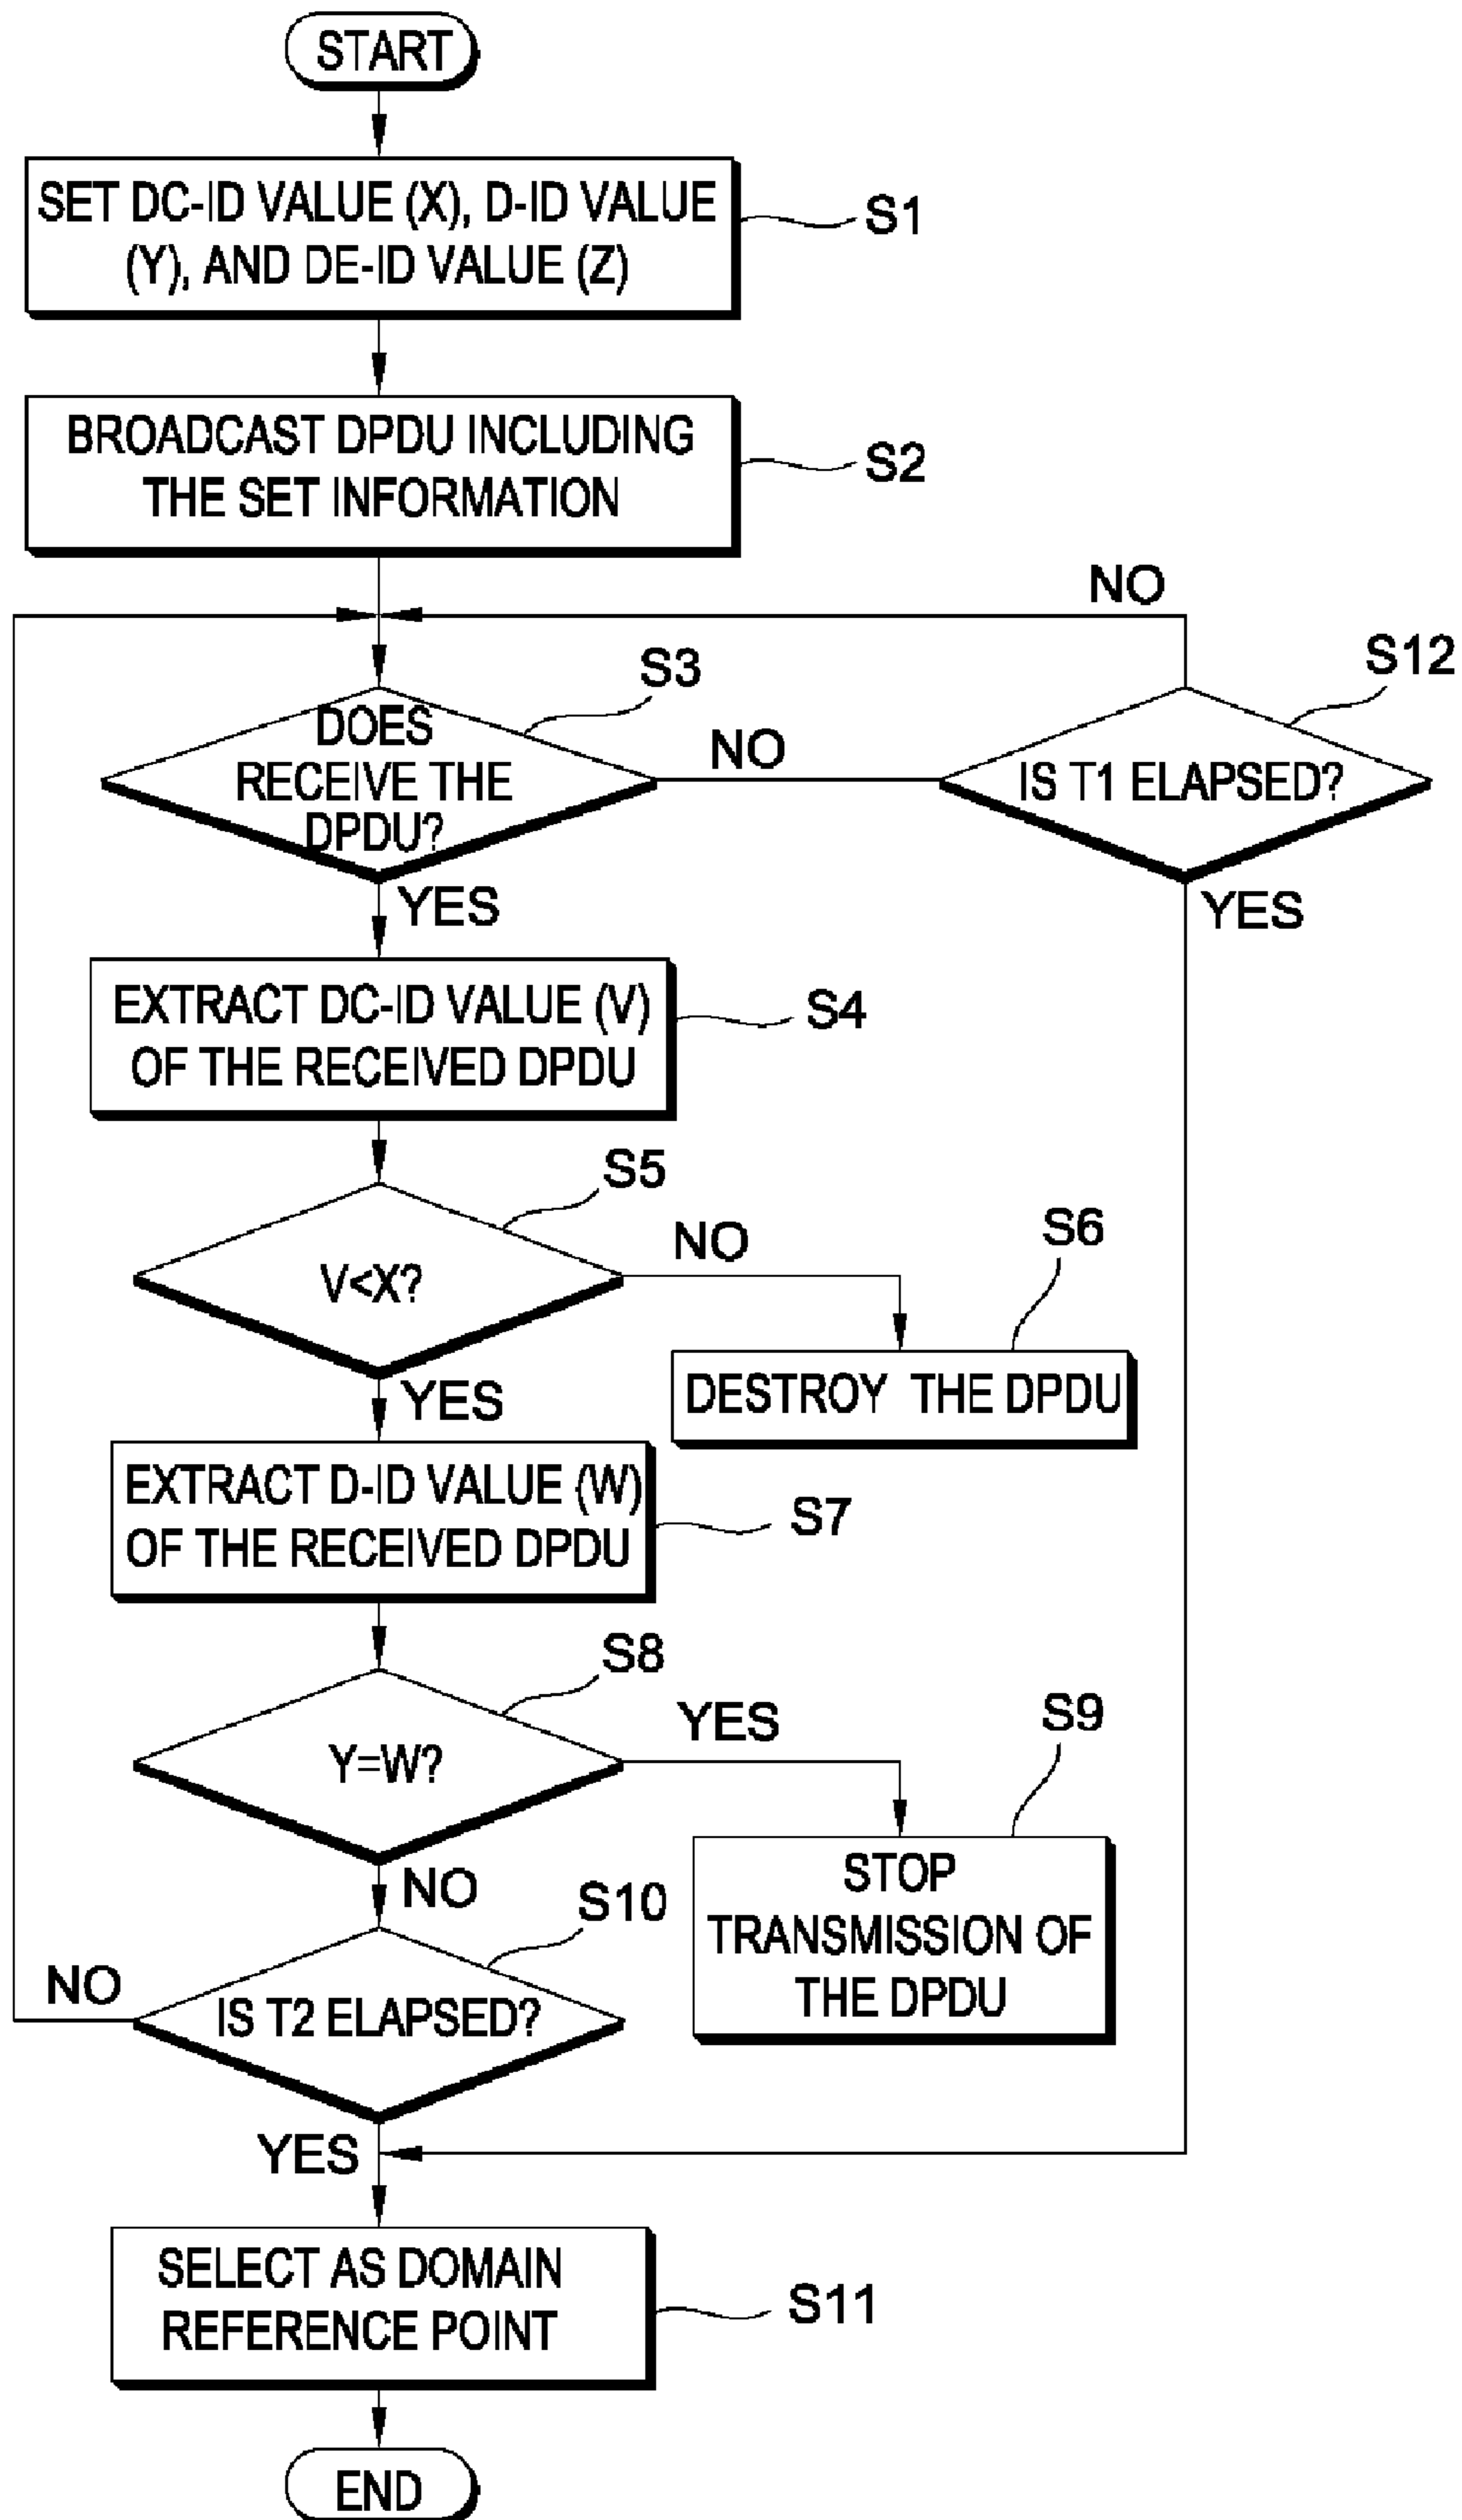 START
SET DC-ID VALUE (X), D-ID VALUE
(Y), AND DE-ID VALUE (Z)
S1
BROADCAST DPDU INCLUDING
THE SET INFORMATION
S2
NO
S12
S3
DOES
RECEIVE THE
DPDU?
NO
IS T1 ELAPSED?
YES
YES
EXTRACT DC-ID VALUE (V)
OF THE RECEIVED DPDU
S4
S5
V<X?
NO
S6
YES
DESTROY THE DPDU
EXTRACT D-ID VALUE (W)
OF THE RECEIVED DPDU
S7
S8
Y=W?
YES
S9
NO
STOP
TRANSMISSION OF
THE DPDU
S10
NO
IS T2 ELAPSED?
YES
SELECT AS DOMAIN
REFERENCE POINT
S11
END